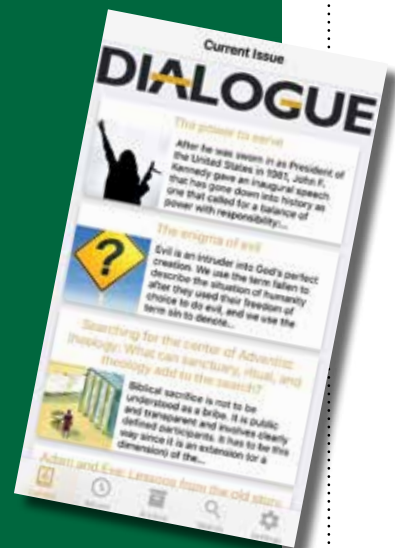 Current Issue
DIALOGUE
The power to serve
After he was sworn in as President of
the United States in 1961, John F.
Kennedy gave an inaugural speech
that has gone down into history as
one that called for a balance of
power with responsibility:...
The enigma of evil
?
Evil is an intruder into God's perfect
creation. We use the term fallen to
describe the situation of humanity
after they used their freedom of
choice to do evil, and we use the
term sin to denote...
Searching for the center of Adventist
theology: What can sanctuary, ritual, and
theology add to the search?
Biblical sacrifice is not to be
understood as a bribe. It is public
and transparent and involves clearly
defined participants. It has to be this
way since it is an extension (or a
dimension) of the...
Adam and Eve: Lessons from the old story